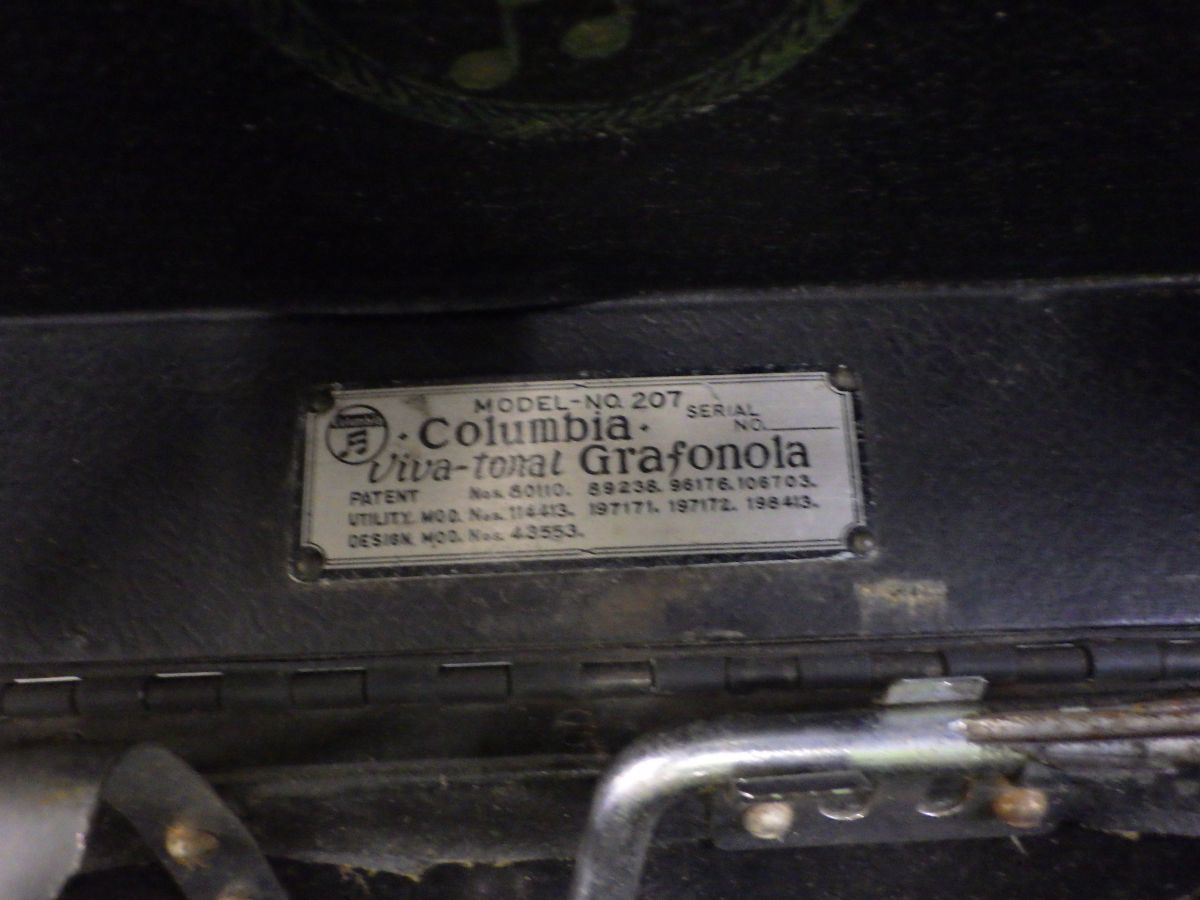 MODEL-NO. 207
SERIAL NO.
Columbia
Viva-tonal Grafonola
PATENT Nos. 80110. 89238. 96176. 106703.
UTILITY. MOD. Nos. 114413. 197171. 197172. 198413.
DESIGN. MOD. Nos. 43553.